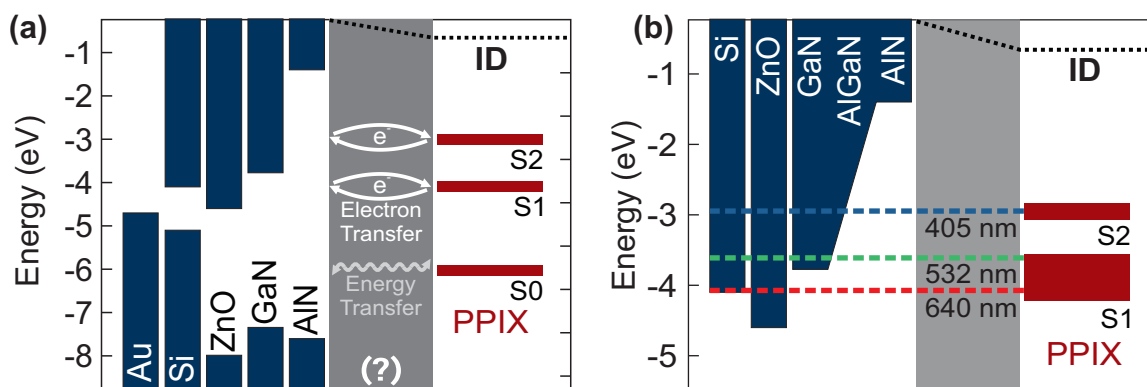 (a)
Energy (eV)
-1
-2
-3
-4
-5
-6
-7
-8
Au
Si
ZnO
GaN
AlN
e-
e-
Electron
Transfer
Energy
Transfer
(?)
ID
S2
S1
S0
PPIX
(b)
Energy (eV)
-1
-2
-3
-4
-5
Si
ZnO
GaN
AlGaN
AlN
ID
405 nm
532 nm
640 nm
S2
S1
PPIX